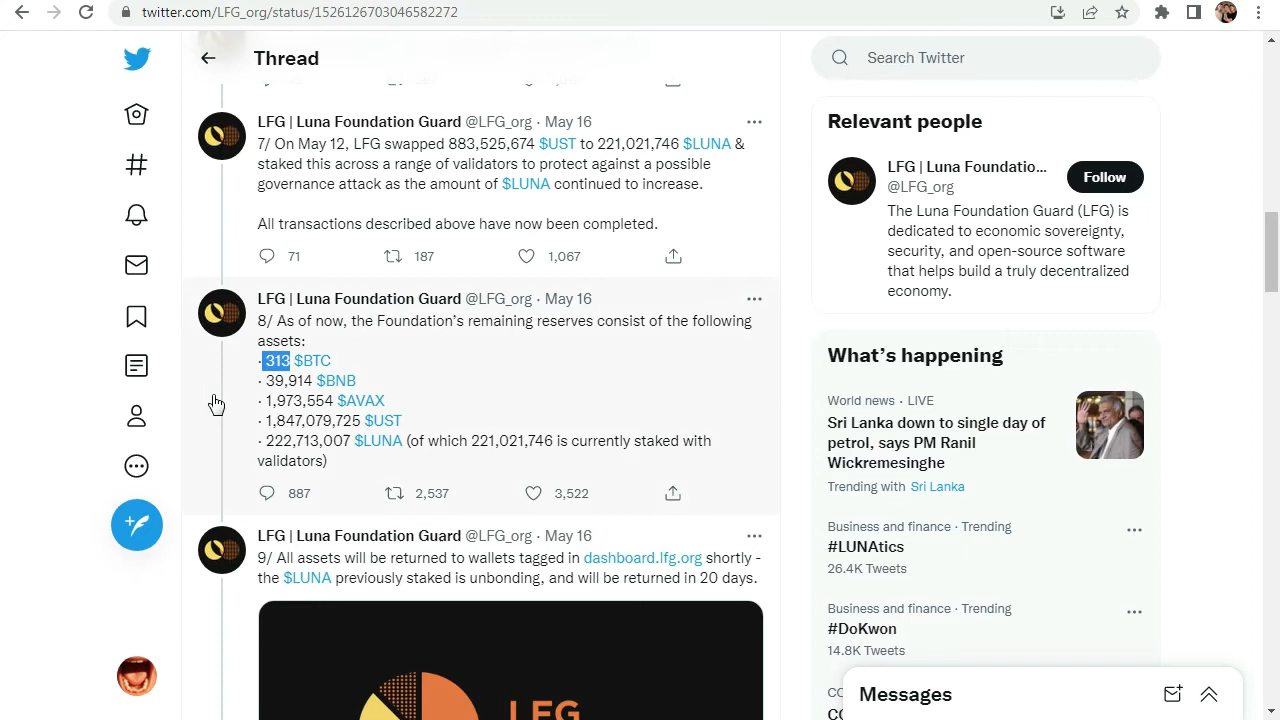 twitter.com/LFG_org/status/1526126703046582272
Thread
Search Twitter
LFG | Luna Foundation Guard @LFG_org · May 16
7/ On May 12, LFG swapped 883,525,674 $UST to 221,021,746 $LUNA &
staked this across a range of validators to protect against a possible
governance attack as the amount of $LUNA continued to increase.
All transactions described above have now been completed.
71 187 1,067
LFG | Luna Foundation Guard @LFG_org · May 16
8/ As of now, the Foundation’s remaining reserves consist of the following
assets:
· 313 $BTC
· 39,914 $BNB
· 1,973,554 $AVAX
· 1,847,079,725 $UST
· 222,713,007 $LUNA (of which 221,021,746 is currently staked with
validators)
887 2,537 3,522
LFG | Luna Foundation Guard @LFG_org · May 16
9/ All assets will be returned to wallets tagged in dashboard.lfg.org shortly -
the $LUNA previously staked is unbonding, and will be returned in 20 days.
LFG
Relevant people
LFG | Luna Foundatio...
@LFG_org
Follow
The Luna Foundation Guard (LFG) is
dedicated to economic sovereignty,
security, and open-source software
that helps build a truly decentralized
economy.
What’s happening
World news · LIVE
Sri Lanka down to single day of
petrol, says PM Ranil
Wickremesinghe
Trending with Sri Lanka
Business and finance · Trending
#LUNAtics
26.4K Tweets
Business and finance · Trending
#DoKwon
14.8K Tweets
Messages